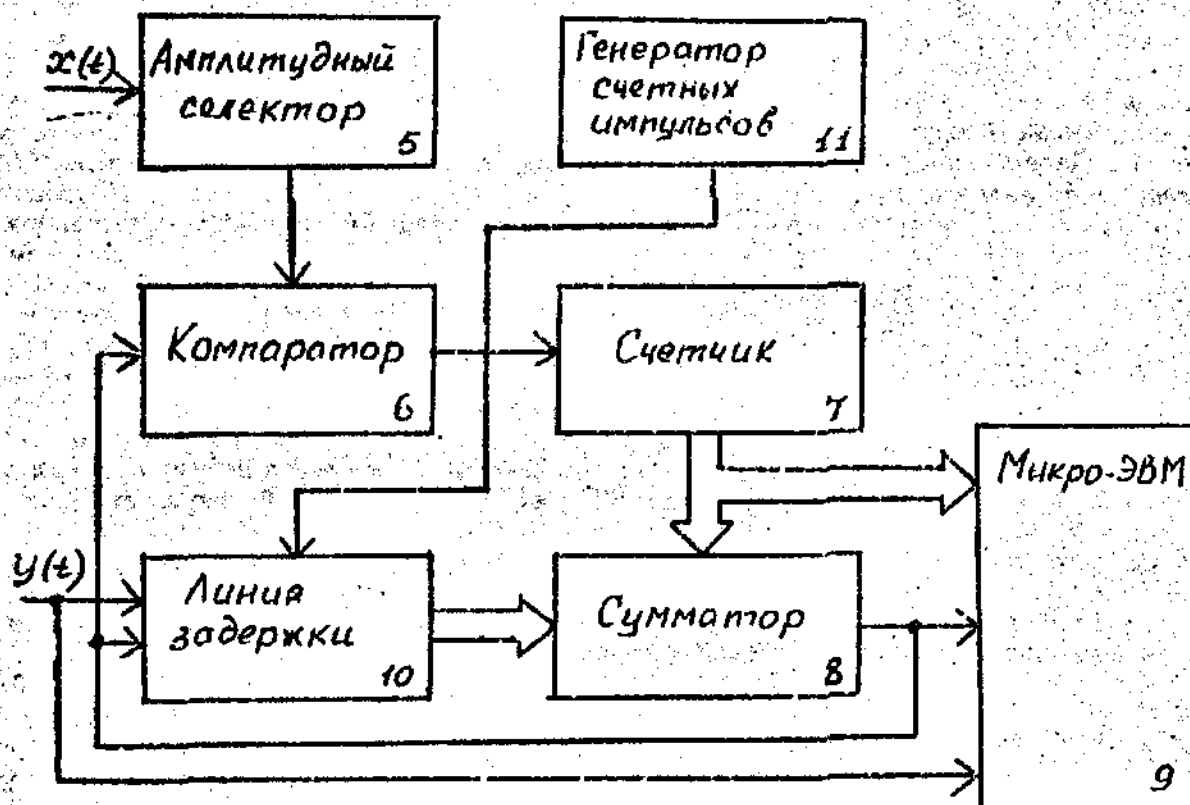 x(t)
Амплитудный
селектор
5
Генератор
счетных
импульсов
11
Компаратор
6
Счетчик
7
Микро-ЭВМ
9
y(t)
Линия
задержки
10
Сумматор
8